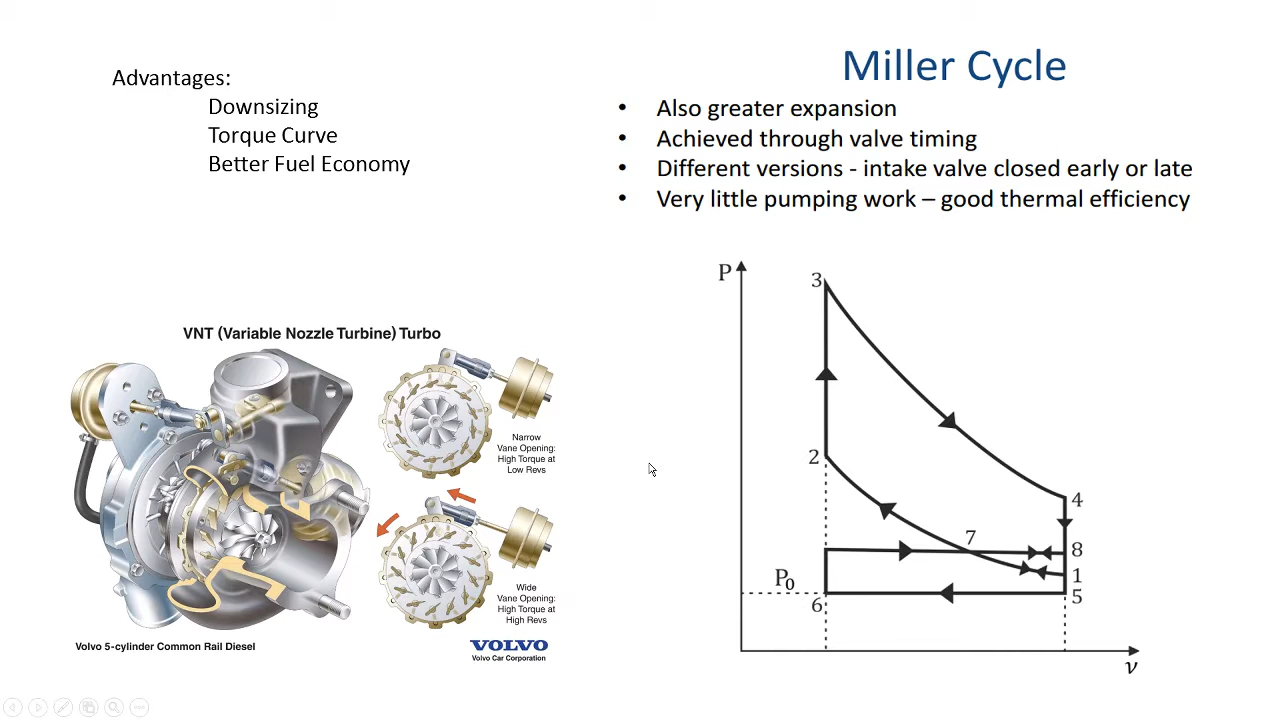 Advantages:
Downsizing
Torque Curve
Better Fuel Economy
Miller Cycle
• Also greater expansion
• Achieved through valve timing
• Different versions - intake valve closed early or late
• Very little pumping work – good thermal efficiency
VNT (Variable Nozzle Turbine) Turbo
Narrow
Vane Opening:
High Torque at
Low Revs
Wide
Vane Opening:
High Torque at
High Revs
Volvo 5-cylinder Common Rail Diesel
VOLVO
Volvo Car Corporation
P
3
2
4
7
8
1
P₀
5
6
ν